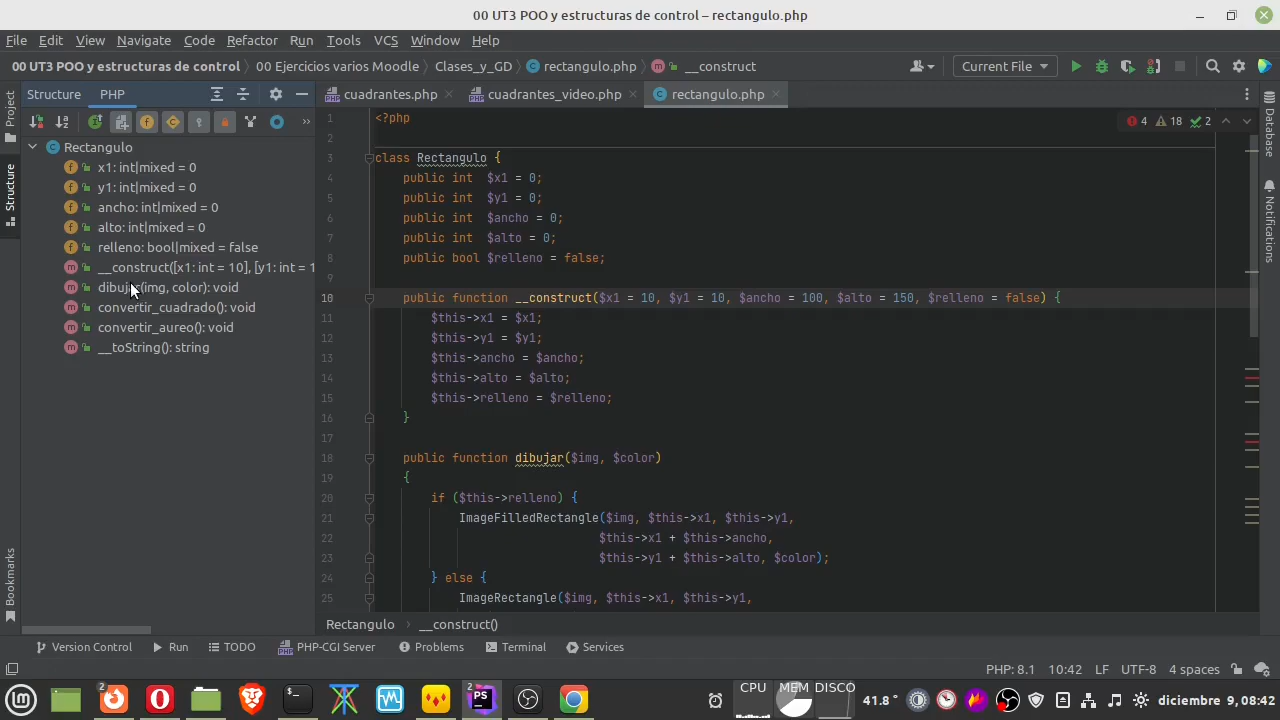 00 UT3 POO y estructuras de control – rectangulo.php
File Edit View Navigate Code Refactor Run Tools VCS Window Help
00 UT3 POO y estructuras de control 00 Ejercicios varios Moodle Clases_y_GD rectangulo.php __construct Current File
Project
Structure
Bookmarks
Structure PHP
Rectangulo
x1: int|mixed = 0
y1: int|mixed = 0
ancho: int|mixed = 0
alto: int|mixed = 0
relleno: bool|mixed = false
__construct([x1: int = 10], [y1: int = 1
dibujar(img, color): void
convertir_cuadrado(): void
convertir_aureo(): void
__toString(): string
cuadrantes.php cuadrantes_video.php rectangulo.php
4 18 2
1 <?php
2
3 class Rectangulo {
4 public int $x1 = 0;
5 public int $y1 = 0;
6 public int $ancho = 0;
7 public int $alto = 0;
8 public bool $relleno = false;
9
10 public function __construct($x1 = 10, $y1 = 10, $ancho = 100, $alto = 150, $relleno = false) {
11 $this->x1 = $x1;
12 $this->y1 = $y1;
13 $this->ancho = $ancho;
14 $this->alto = $alto;
15 $this->relleno = $relleno;
16 }
17
18 public function dibujar($img, $color)
19 {
20 if ($this->relleno) {
21 ImageFilledRectangle($img, $this->x1, $this->y1,
22 $this->x1 + $this->ancho,
23 $this->y1 + $this->alto, $color);
24 } else {
25 ImageRectangle($img, $this->x1, $this->y1,
Rectangulo __construct()
Database
Notifications
Version Control Run TODO PHP-CGI Server Problems Terminal Services
PHP: 8.1 10:42 LF UTF-8 4 spaces
2 2 PS CPU MEM DISCO 41.8 ° diciembre 9, 08:42